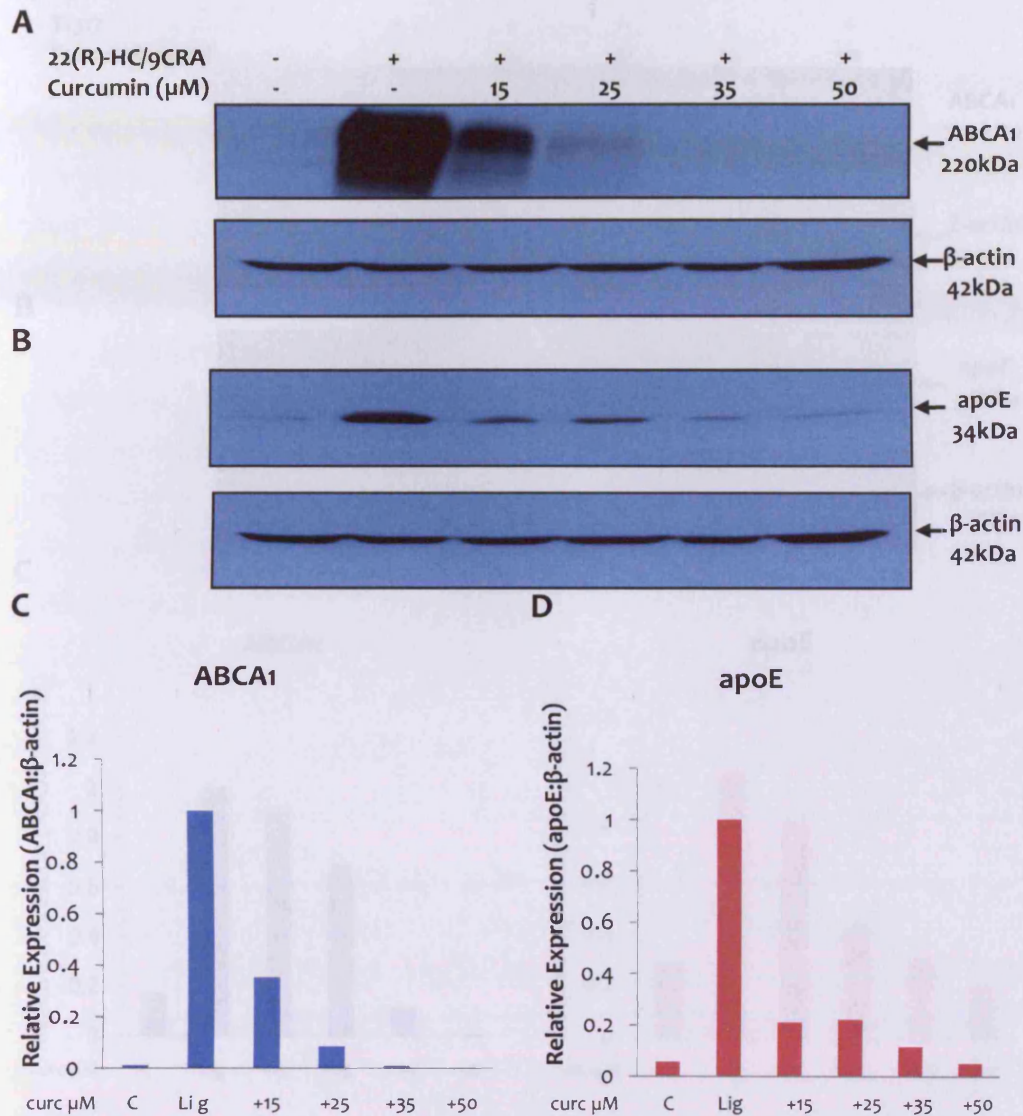 A
22(R)-HC/9CRA - + + + + +
Curcumin (µM) - - 15 25 35 50
ABCA1
220kDa
β-actin
42kDa
B
apoE
34kDa
β-actin
42kDa
C
ABCA1
Relative Expression (ABCA1:β-actin)
1.2
1
0.8
0.6
0.4
0.2
0
curc µM C Li g +15 +25 +35 +50
D
apoE
Relative Expression (apoE:β-actin)
1.2
1
0.8
0.6
0.4
0.2
0
curc µM C Lig +15 +25 +35 +50